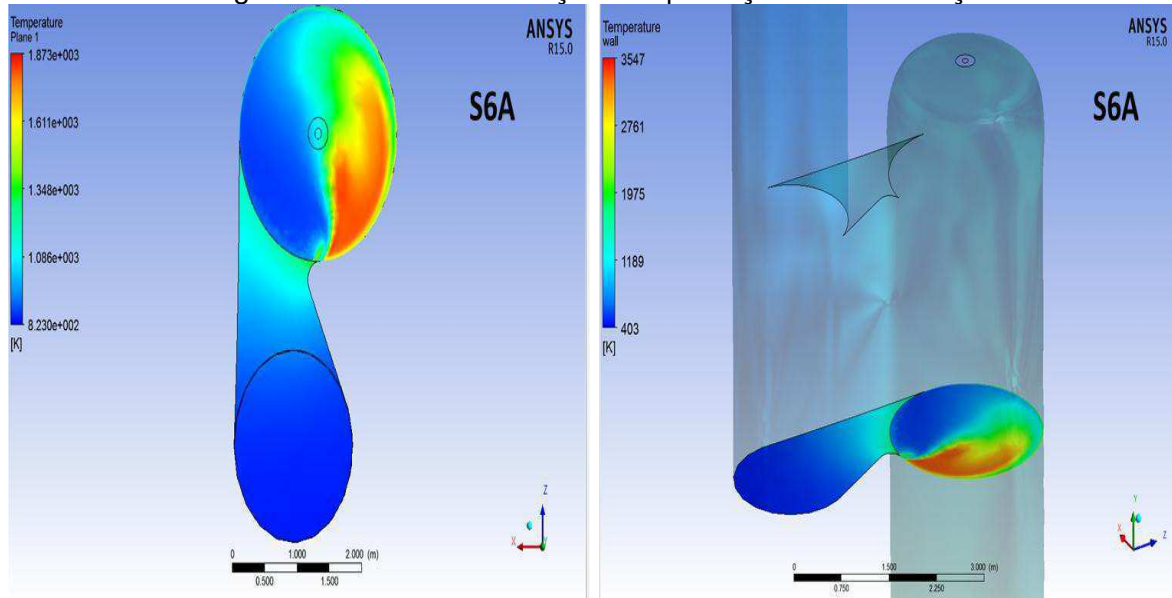 Temperature
Plane 1
1.873e+003
1.611e+003
1.348e+003
1.086e+003
8.230e+002
[K]
ANSYS
R15.0
S6A
Z
X
Y
0
1.000
2.000
(m)
0.500
1.500
Temperature
wall
3547
2761
1975
1189
403
[K]
ANSYS
R15.0
S6A
Y
X
Z
0
1.500
3.000
(m)
0.750
2.250